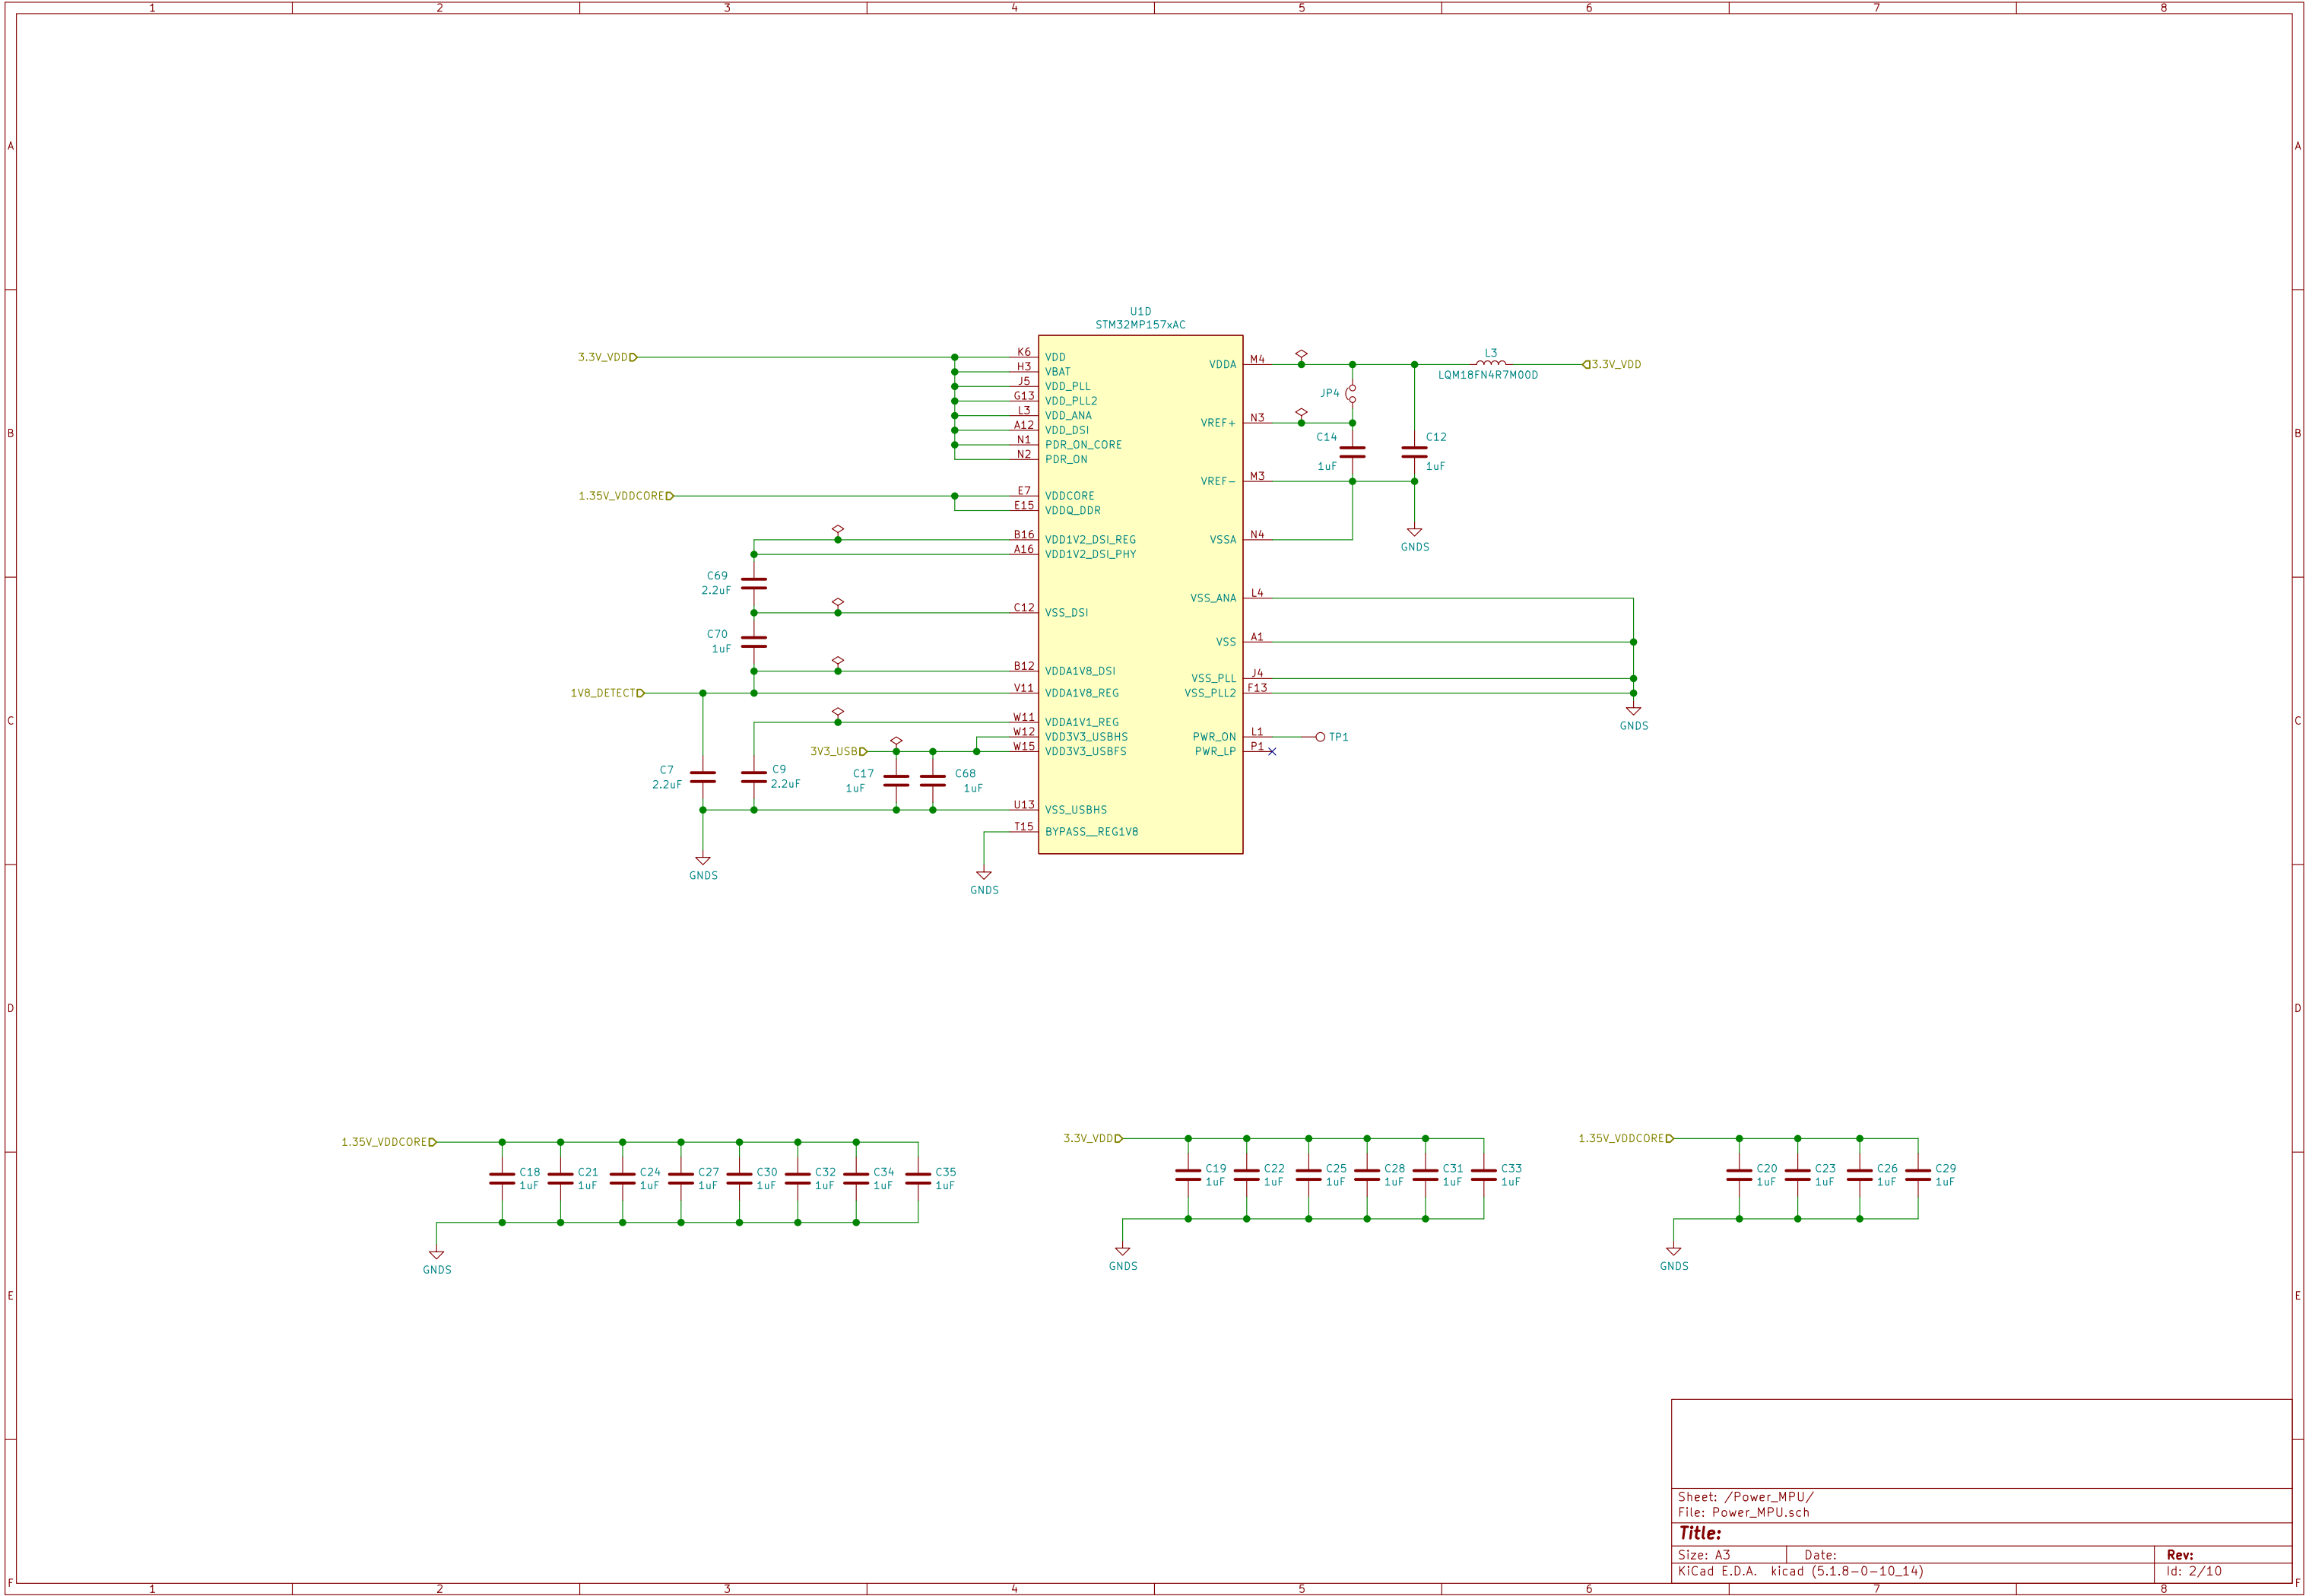 1 2 3 4 5 6 7 8
A A
B B
C C
D D
E E
F F
U1D
STM32MP157xAC
3.3V_VDD
K6 VDD
H3 VBAT
J5 VDD_PLL
G13 VDD_PLL2
L3 VDD_ANA
A12 VDD_DSI
N1 PDR_ON_CORE
N2 PDR_ON
1.35V_VDDCORE
E7 VDDCORE
E15 VDDQ_DDR
B16 VDD1V2_DSI_REG
A16 VDD1V2_DSI_PHY
C69
2.2uF
C12 VSS_DSI
C70
1uF
B12 VDDA1V8_DSI
1V8_DETECT
V11 VDDA1V8_REG
W11 VDDA1V1_REG
W12 VDD3V3_USBHS
3V3_USB
W15 VDD3V3_USBFS
C7
2.2uF
C9
2.2uF
C17
1uF
C68
1uF
U13 VSS_USBHS
T15 BYPASS__REG1V8
GNDS
GNDS
VDDA M4
L3
LQM18FN4R7M00D
3.3V_VDD
JP4
VREF+ N3
C14
1uF
C12
1uF
VREF- M3
VSSA N4
GNDS
VSS_ANA L4
VSS A1
VSS_PLL J4
VSS_PLL2 F13
GNDS
PWR_ON L1 TP1
PWR_LP P1
1.35V_VDDCORE
C18 C21 C24 C27 C30 C32 C34 C35
1uF 1uF 1uF 1uF 1uF 1uF 1uF 1uF
GNDS
3.3V_VDD
C19 C22 C25 C28 C31 C33
1uF 1uF 1uF 1uF 1uF 1uF
GNDS
1.35V_VDDCORE
C20 C23 C26 C29
1uF 1uF 1uF 1uF
GNDS
Sheet: /Power_MPU/
File: Power_MPU.sch
Title:
Size: A3 Date: Rev:
KiCad E.D.A. kicad (5.1.8-0-10_14) Id: 2/10
1 2 3 4 5 6 7 8